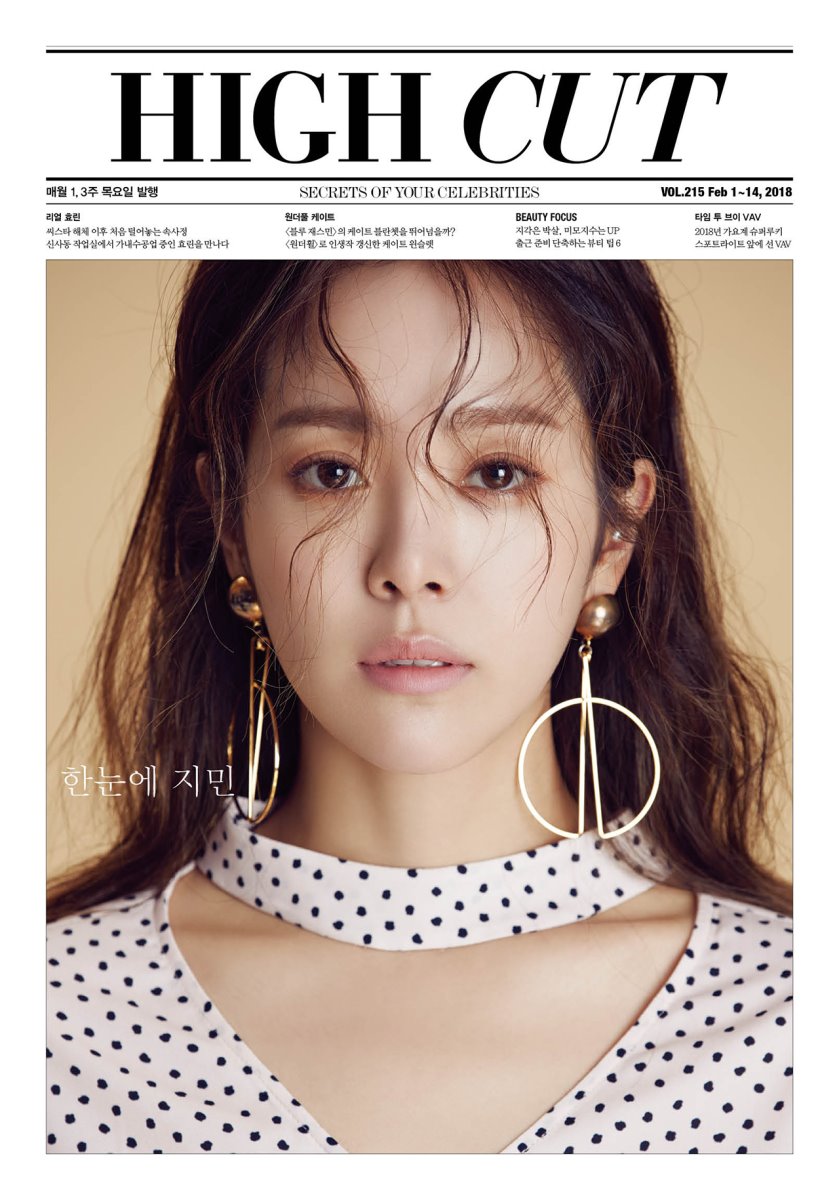 HIGH CUT
매월 1, 3주 목요일 발행
SECRETS OF YOUR CELEBRITIES
VOL.215 Feb 1~14, 2018
리얼 효린
씨스타 해체 이후 처음 털어놓는 속사정
신사동 작업실에서 가내수공업 중인 효린을 만나다
원더풀 케이트
〈블루 재스민〉의 케이트 블란쳇을 뛰어넘을까?
〈원더휠〉로 인생작 갱신한 케이트 윈슬렛
BEAUTY FOCUS
지각은 박살, 미모지수는 UP
출근 준비 단축하는 뷰티 팁 6
타임 투 브이 VAV
2018년 가요계 슈퍼루키
스포트라이트 앞에 선 VAV
한눈에 지민